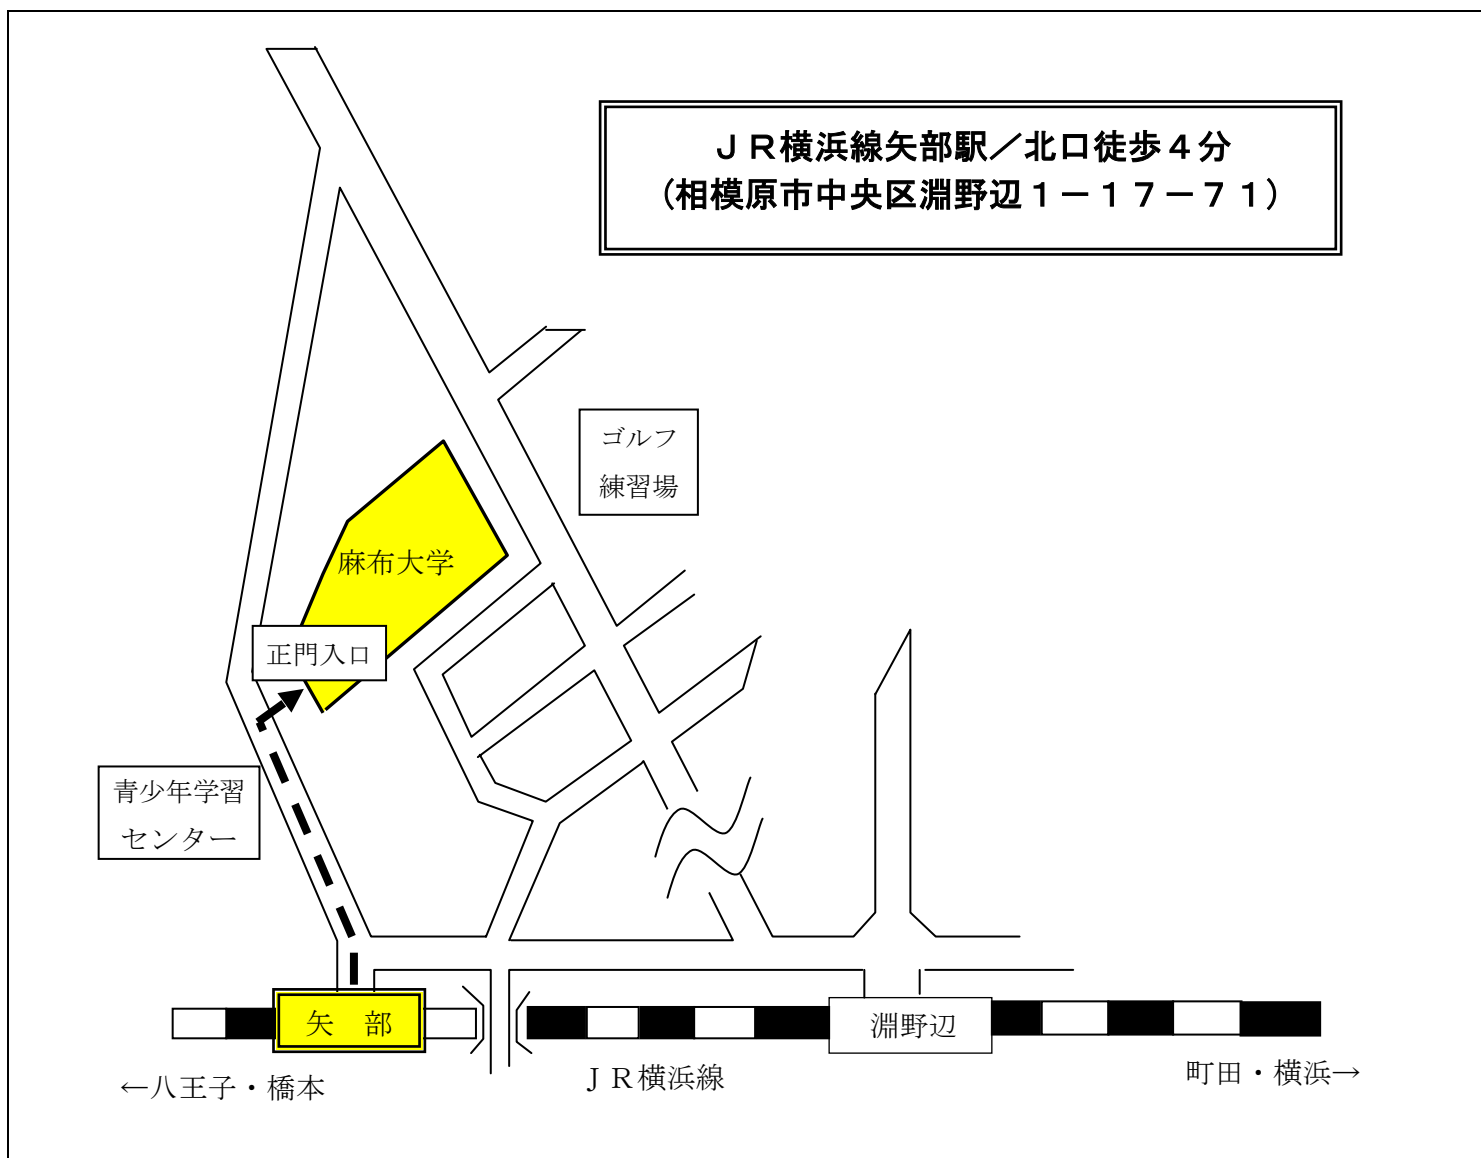 ＪＲ横浜線矢部駅／北口徒歩４分
（相模原市中央区淵野辺１－１７－７１）
ゴルフ
練習場
麻布大学
正門入口
青少年学習
センター
矢　部
淵野辺
←八王子・橋本
ＪＲ横浜線
町田・横浜→